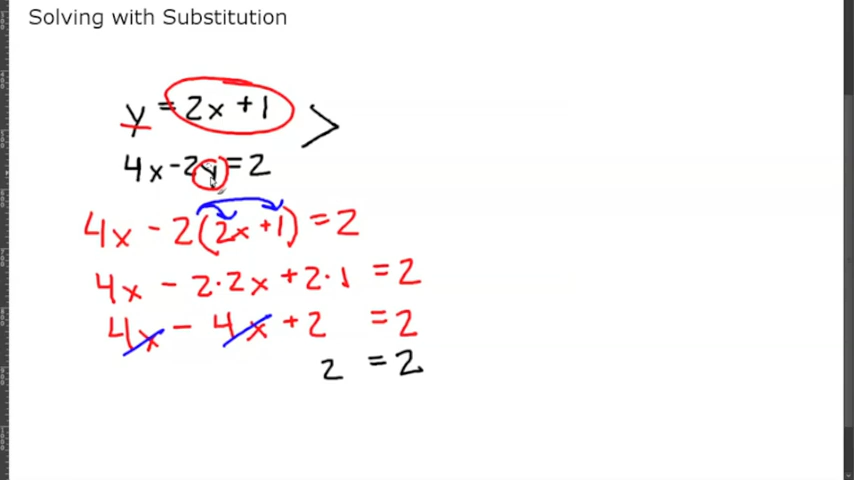 Solving with Substitution
y = 2x + 1
4x - 2y = 2
4x - 2(2x + 1) = 2
4x - 2·2x + 2·1 = 2
4x - 4x + 2 = 2
2 = 2